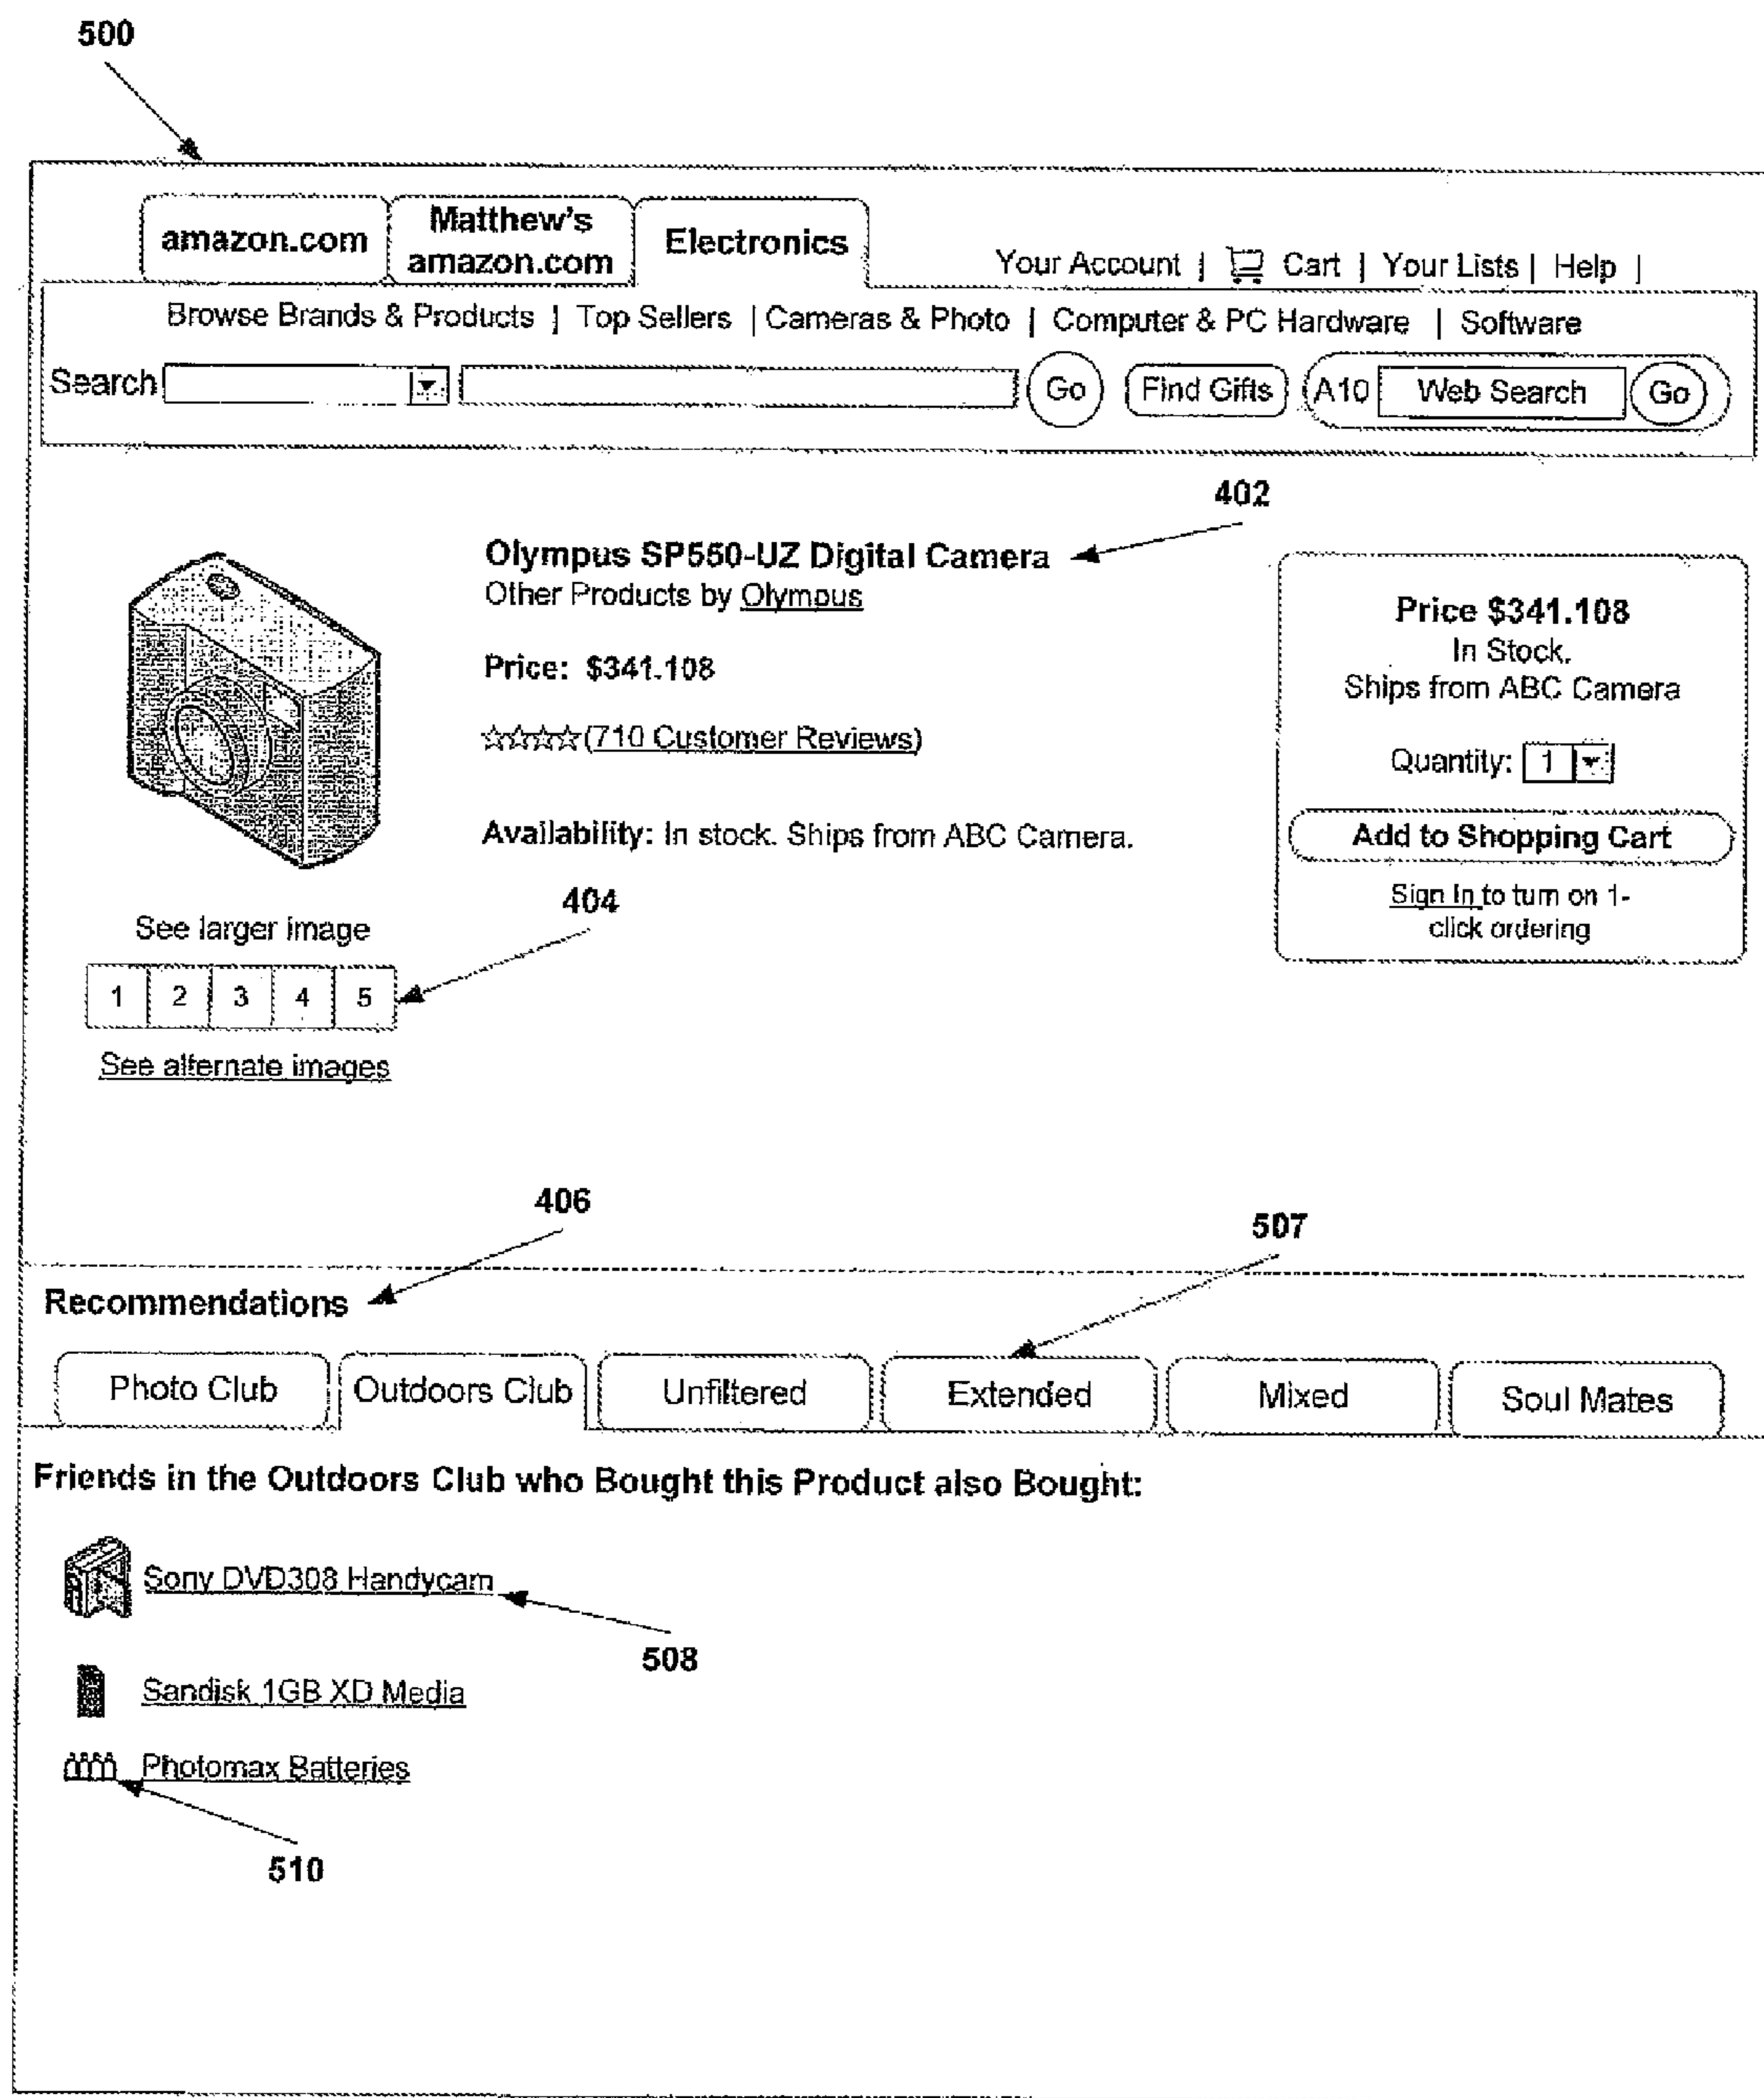 500
amazon.com
Matthew's
amazon.com
Electronics
Your Account | Cart | Your Lists | Help |
Browse Brands & Products | Top Sellers | Cameras & Photo | Computer & PC Hardware | Software
Search Go Find Gifts A10 Web Search Go
402
Olympus SP550-UZ Digital Camera
Other Products by Olympus
Price: $341.108
☆☆☆☆(710 Customer Reviews)
Availability: In stock. Ships from ABC Camera.
Price $341.108
In Stock.
Ships from ABC Camera
Quantity: 1
Add to Shopping Cart
Sign In to turn on 1-
click ordering
404
See larger image
1 2 3 4 5
See alternate images
406
507
Recommendations
Photo Club Outdoors Club Unfiltered Extended Mixed Soul Mates
Friends in the Outdoors Club who Bought this Product also Bought:
Sony DVD308 Handycam
508
Sandisk 1GB XD Media
Photomax Batteries
510